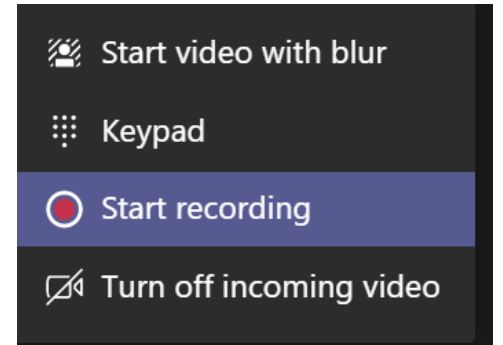 Start video with blur
Keypad
Start recording
Turn off incoming video